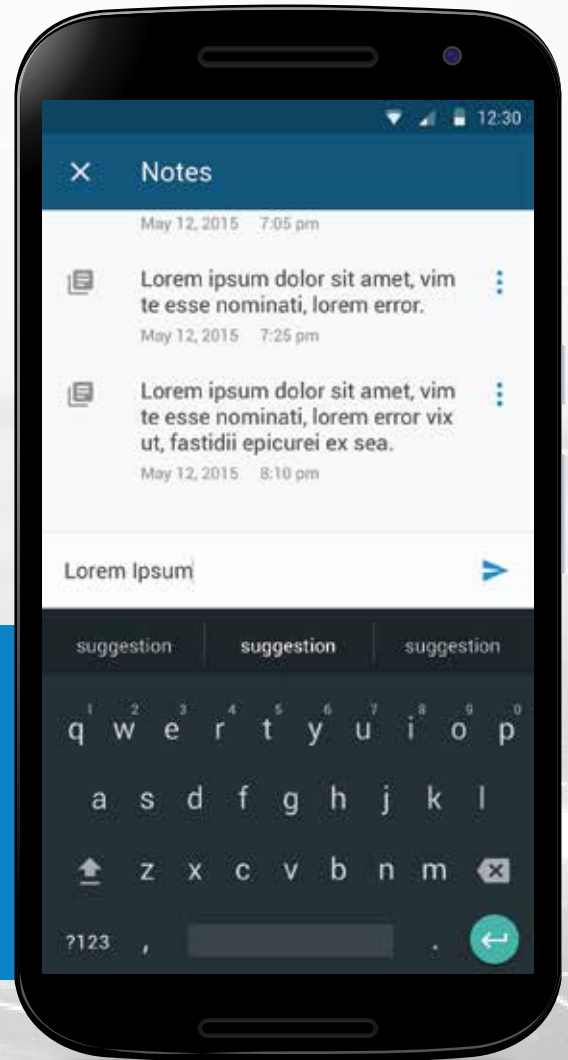 12:30
Notes
May 12, 2015 7:05 pm
Lorem ipsum dolor sit amet, vim
te esse nominati, lorem error.
May 12, 2015 7:25 pm
Lorem ipsum dolor sit amet, vim
te esse nominati, lorem error vix
ut, fastidii epicurei ex sea.
May 12, 2015 8:10 pm
Lorem Ipsum
suggestion suggestion suggestion
1 2 3 4 5 6 7 8 9 0
q w e r t y u i o p
a s d f g h j k l
z x c v b n m
?123 , .